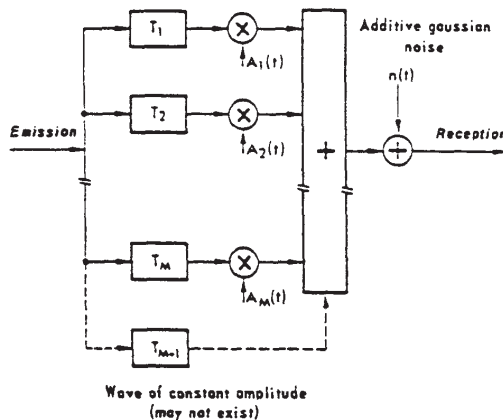 T1
A1(t)
Additive gaussian
noise
n(t)
T2
A2(t)
Emission
Reception
+
+
TM
AM(t)
TM+1
Wave of constant amplitude
(may not exist)